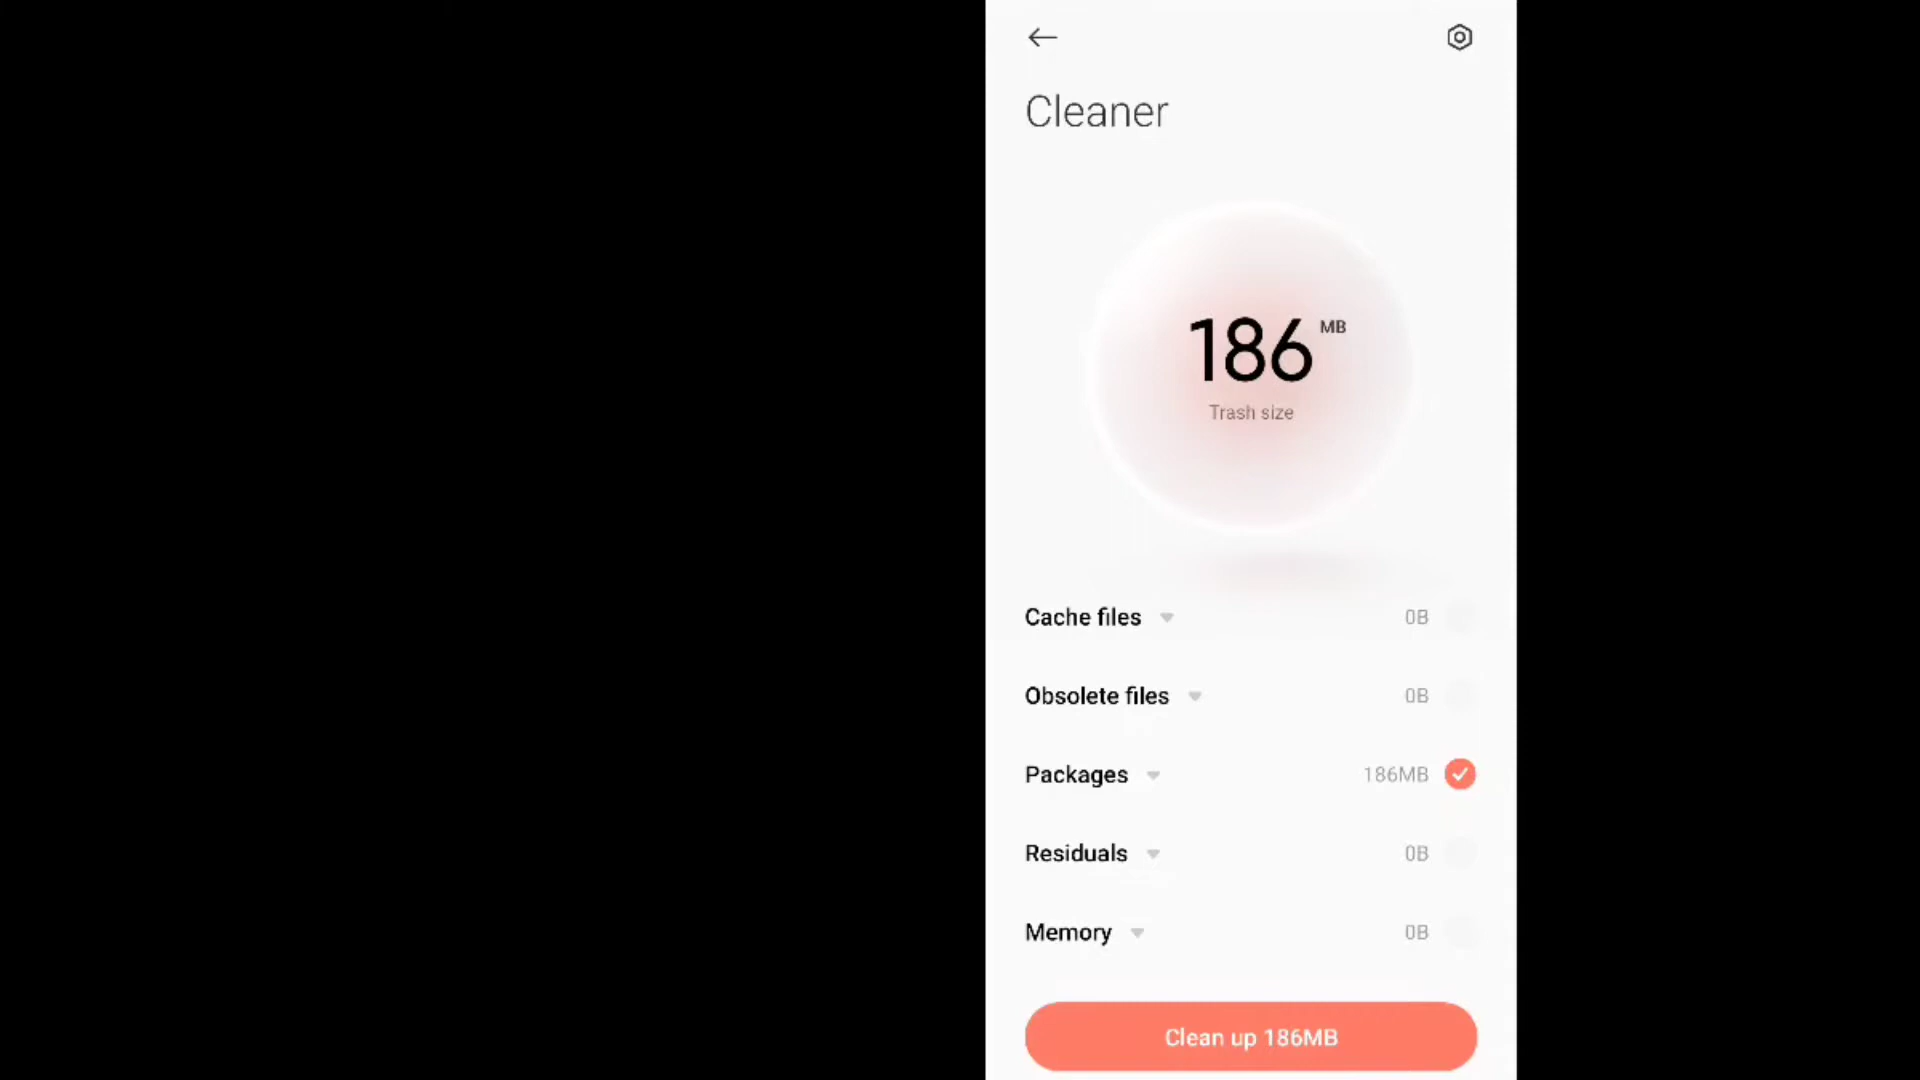 Cleaner
186 MB
Trash size
Cache files 0B
Obsolete files 0B
Packages 186MB
Residuals 0B
Memory 0B
Clean up 186MB